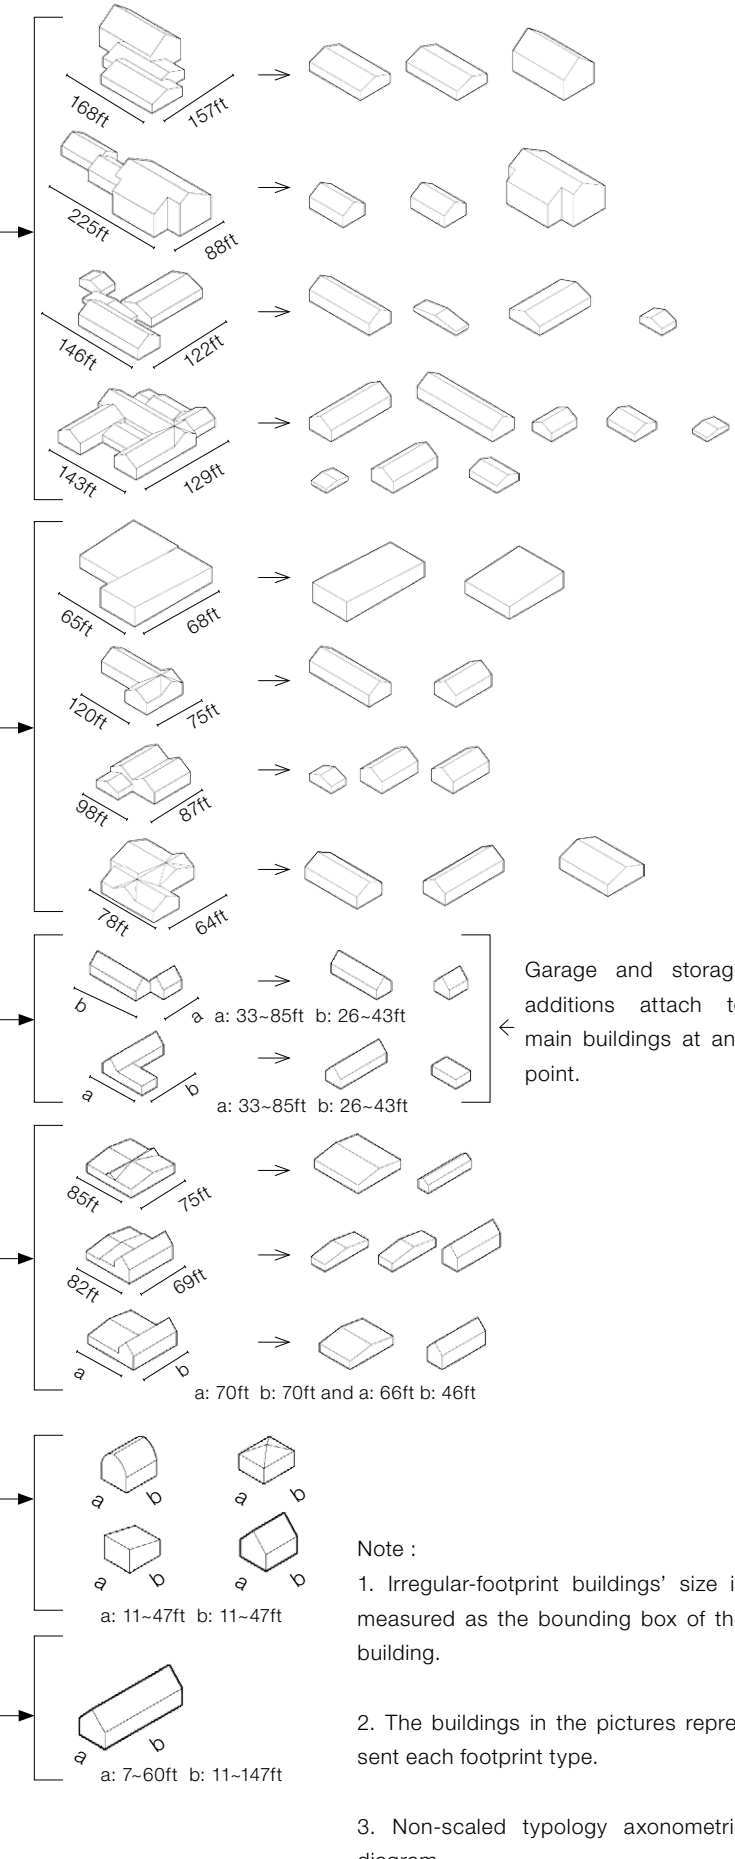 168ft 157ft
225ft 88ft
146ft 122ft
143ft 129ft
65ft 68ft
120ft 75ft
98ft 87ft
78ft 64ft
b a a: 33~85ft b: 26~43ft
a b
a: 33~85ft b: 26~43ft
Garage and storage
additions attach to
main buildings at an
point.
85ft 75ft
82ft 69ft
a b
a: 70ft b: 70ft and a: 66ft b: 46ft
a b a b
a b a b
a: 11~47ft b: 11~47ft
a b
a: 7~60ft b: 11~147ft
Note :
1. Irregular-footprint buildings’ size i
measured as the bounding box of the
building.
2. The buildings in the pictures repre
sent each footprint type.
3. Non-scaled typology axonometri